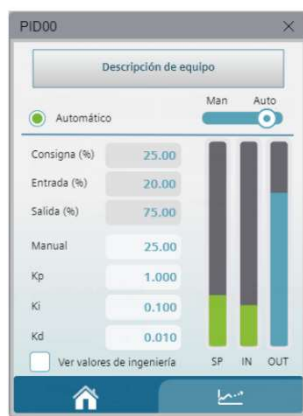 PID00
Descripción de equipo
Man Auto
Automático
Consigna (%) 25.00
Entrada (%) 20.00
Salida (%) 75.00
Manual 25.00
Kp 1.000
Ki 0.100
Kd 0.010
Ver valores de ingeniería
SP IN OUT